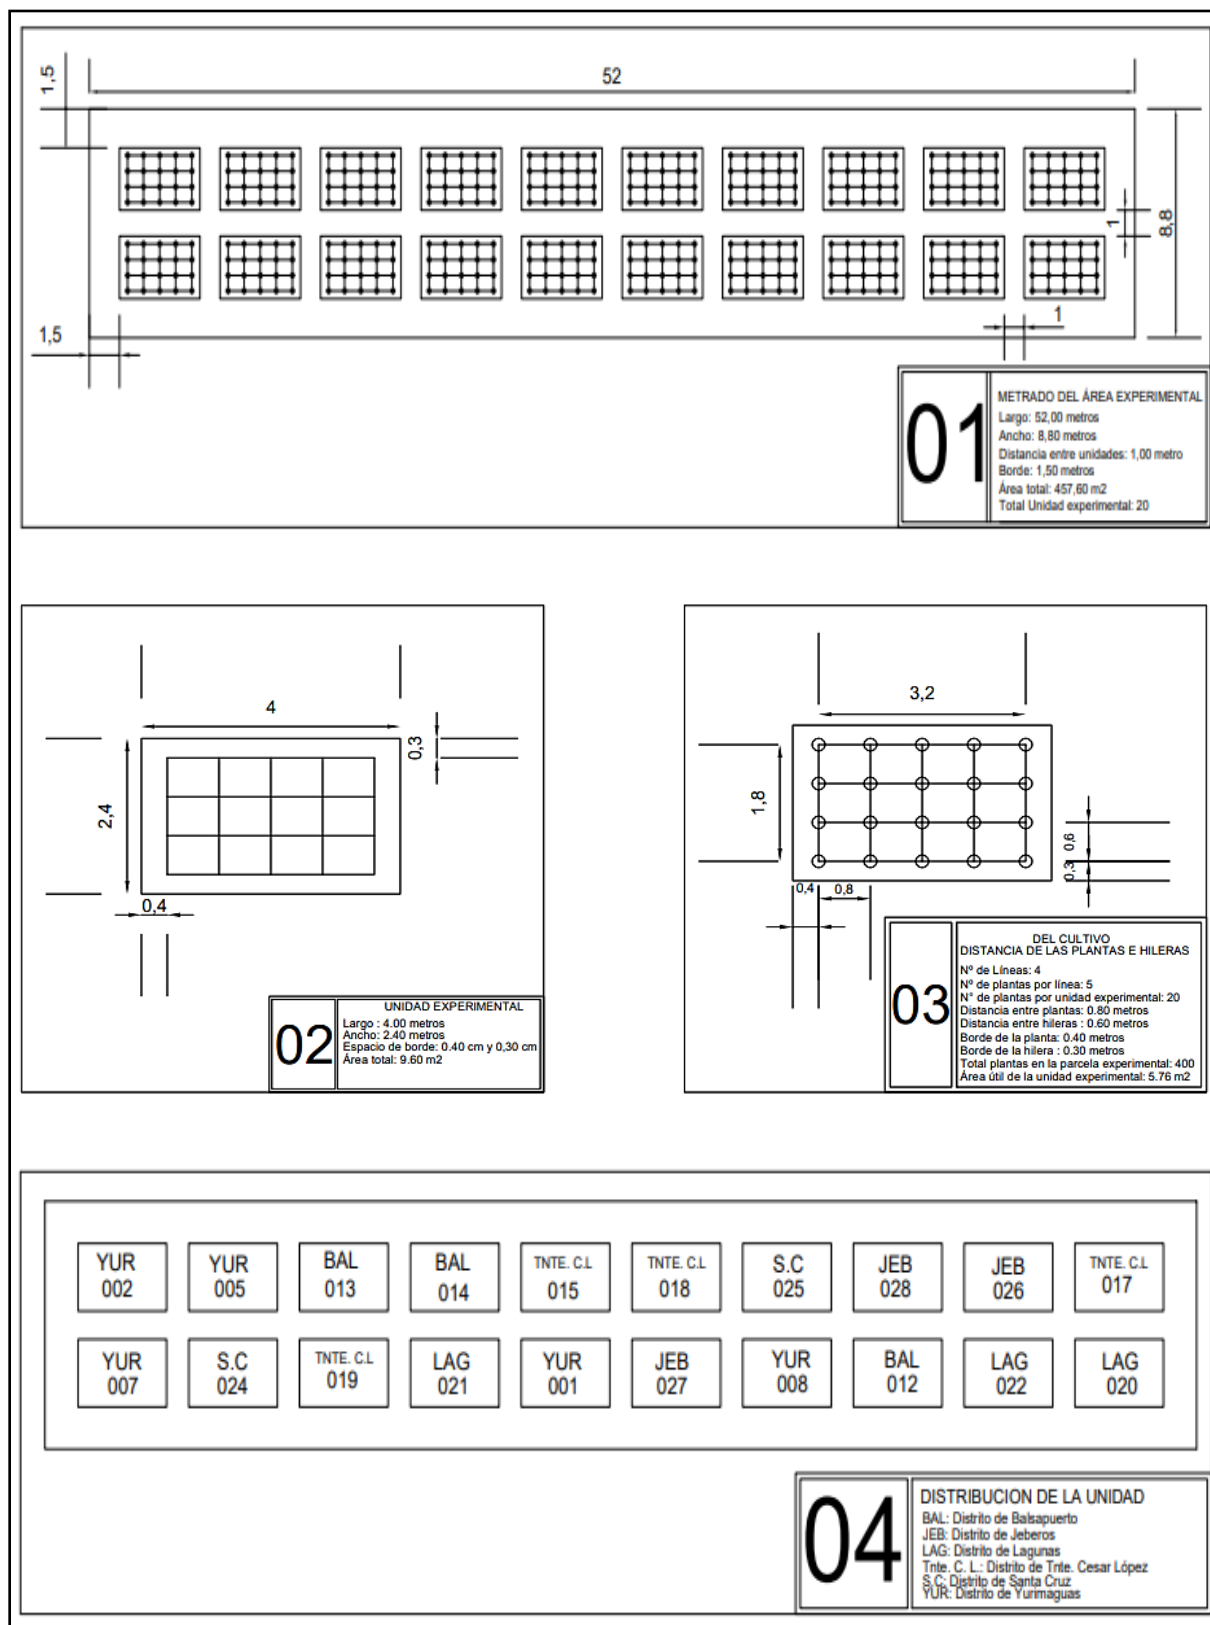 1,5
52
8,8
1
1,5
1
01
METRADO DEL ÁREA EXPERIMENTAL
Largo: 52,00 metros
Ancho: 8,80 metros
Distancia entre unidades: 1,00 metro
Borde: 1,50 metros
Área total: 457,60 m2
Total Unidad experimental: 20
4
0,3
2,4
0,4
02
UNIDAD EXPERIMENTAL
Largo : 4.00 metros
Ancho: 2.40 metros
Espacio de borde: 0.40 cm y 0,30 cm
Área total: 9.60 m2
3,2
1,8
0,6
0,3
0,4
0,8
03
DEL CULTIVO
DISTANCIA DE LAS PLANTAS E HILERAS
Nº de Líneas: 4
Nº de plantas por línea: 5
N° de plantas por unidad experimental: 20
Distancia entre plantas: 0.80 metros
Distancia entre hileras : 0.60 metros
Borde de la planta: 0.40 metros
Borde de la hilera : 0.30 metros
Total plantas en la parcela experimental: 400
Área útil de la unidad experimental: 5.76 m2
YUR
002
YUR
005
BAL
013
BAL
014
TNTE. C.L
015
TNTE. C.L
018
S.C
025
JEB
028
JEB
026
TNTE. C.L
017
YUR
007
S.C
024
TNTE. C.L
019
LAG
021
YUR
001
JEB
027
YUR
008
BAL
012
LAG
022
LAG
020
04
DISTRIBUCION DE LA UNIDAD
BAL: Distrito de Balsapuerto
JEB: Distrito de Jeberos
LAG: Distrito de Lagunas
Tnte. C. L.: Distrito de Tnte. Cesar López
S.C: Distrito de Santa Cruz
YUR: Distrito de Yurimaguas